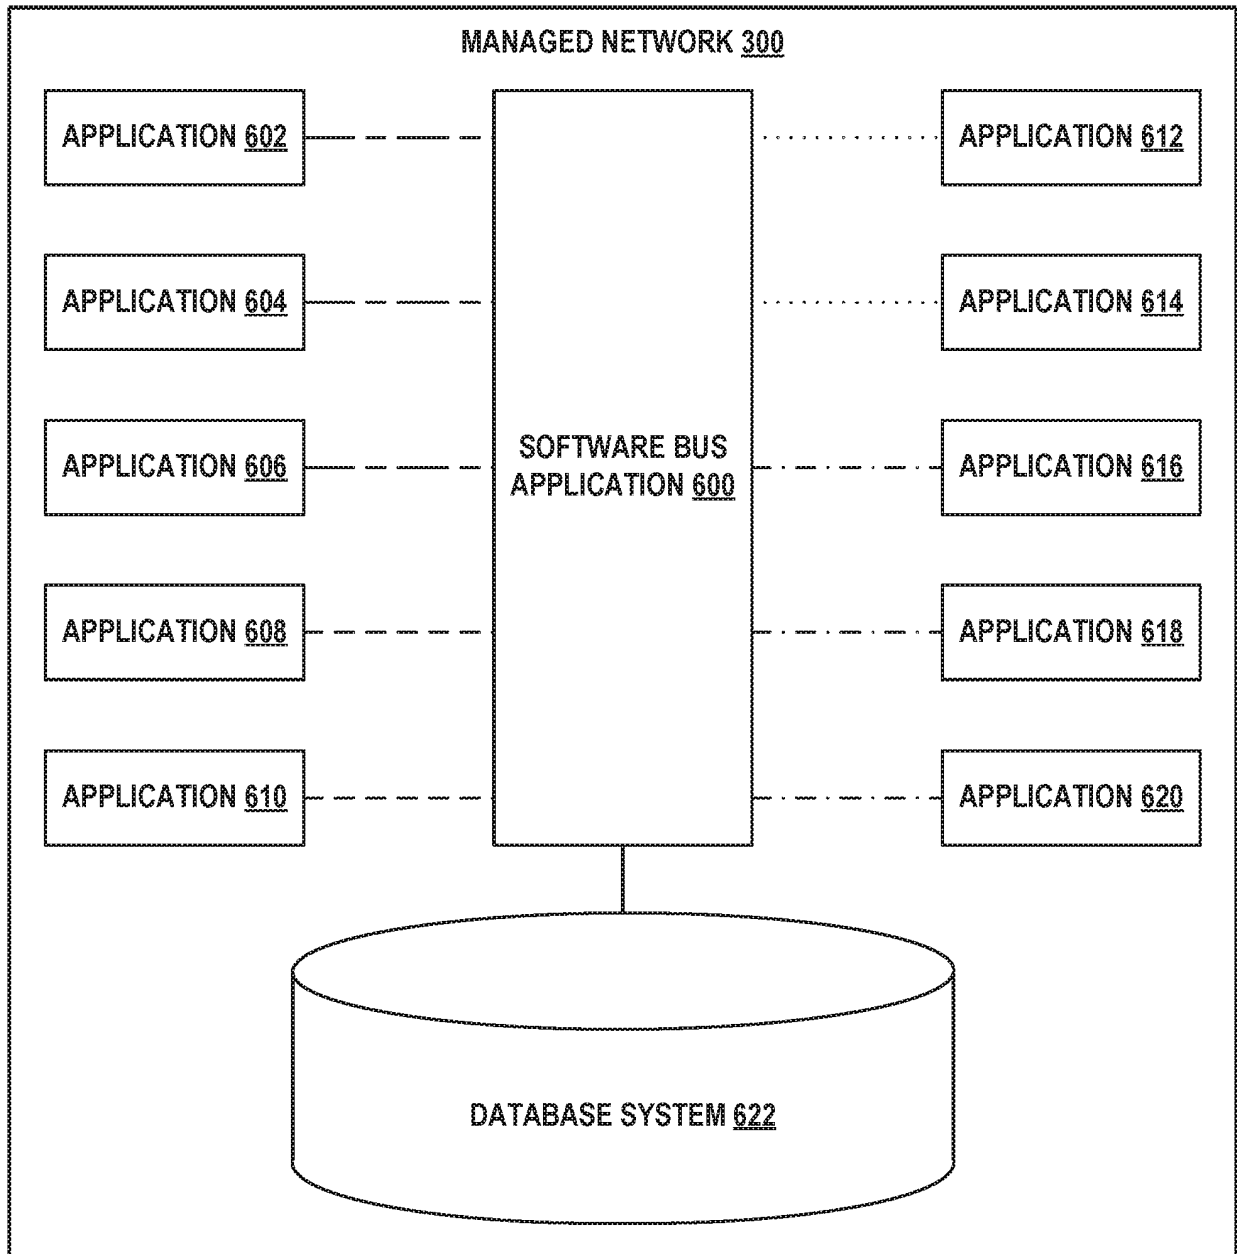 MANAGED NETWORK 300
APPLICATION 602
APPLICATION 604
APPLICATION 606
APPLICATION 608
APPLICATION 610
SOFTWARE BUS
APPLICATION 600
APPLICATION 612
APPLICATION 614
APPLICATION 616
APPLICATION 618
APPLICATION 620
DATABASE SYSTEM 622